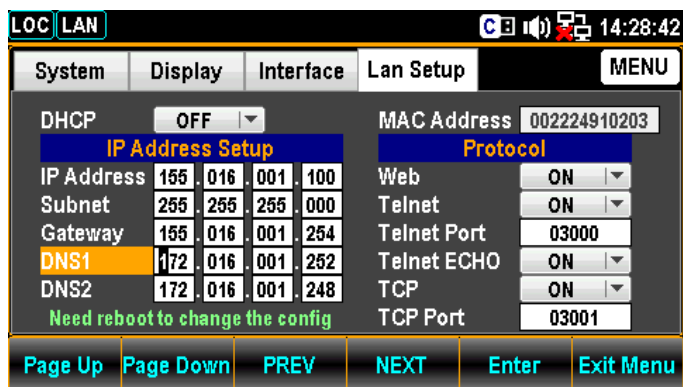 LOC LAN C 14:28:42
System Display Interface Lan Setup MENU
DHCP OFF MAC Address 002224910203
IP Address Setup Protocol
IP Address 155 . 016 . 001 . 100 Web ON
Subnet 255 . 255 . 255 . 000 Telnet ON
Gateway 155 . 016 . 001 . 254 Telnet Port 03000
DNS1 172 . 016 . 001 . 252 Telnet ECHO ON
DNS2 172 . 016 . 001 . 248 TCP ON
Need reboot to change the config TCP Port 03001
Page Up Page Down PREV NEXT Enter Exit Menu